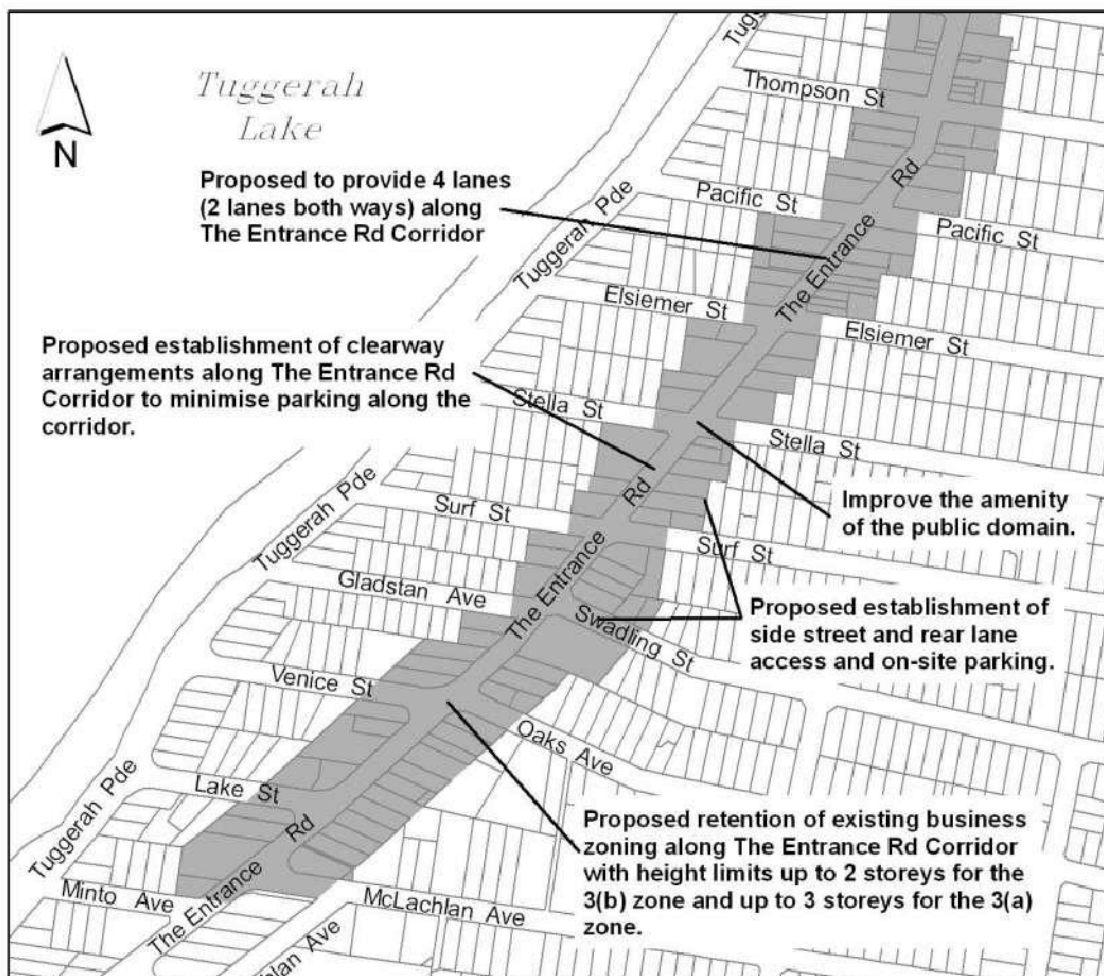 Tuggerah
Lake
N
Thompson St
Proposed to provide 4 lanes
(2 lanes both ways) along
The Entrance Rd Corridor
Pacific St
Rd
Pacific St
Tuggerah Pde
The Entrance
Elsiemer St
Elsiemer St
Proposed establishment of clearway
arrangements along The Entrance Rd
Corridor to minimise parking along the
corridor.
Stella St
Stella St
Rd
Improve the amenity
of the public domain.
Tuggerah Pde
Surf St
Surf St
The Entrance
Gladstan Ave
Swadling St
Proposed establishment of
side street and rear lane
access and on-site parking.
Venice St
Oaks Ave
Lake St
Tuggerah Pde
Rd
Proposed retention of existing business
zoning along The Entrance Rd Corridor
with height limits up to 2 storeys for the
3(b) zone and up to 3 storeys for the 3(a)
zone.
Minto Ave
The Entrance
McLachlan Ave
Ave